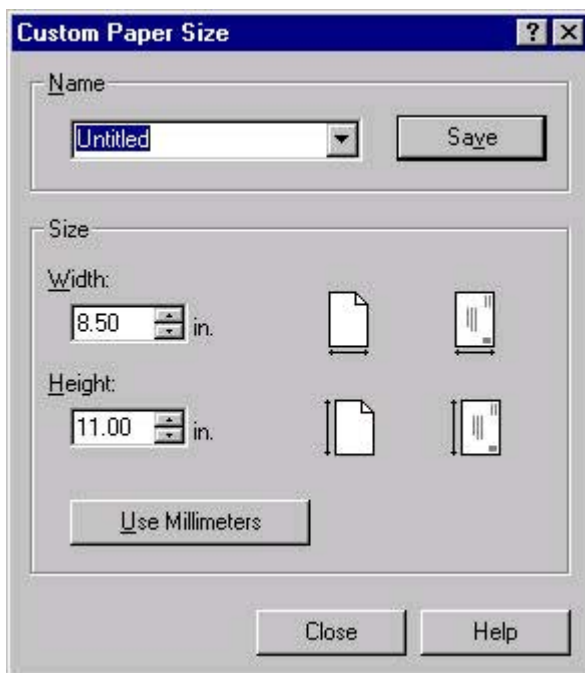 Custom Paper Size
Name
Untitled
Save
Size
Width:
8.50 in.
Height:
11.00 in.
Use Millimeters
Close Help